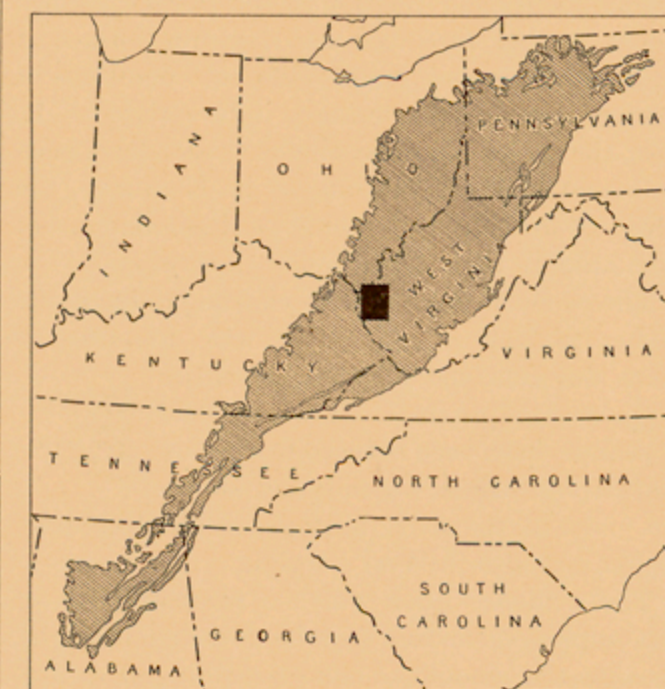 PENNSYLVANIA
INDIANA
OHIO
WEST
VIRGINIA
KENTUCKY
VIRGINIA
TENNESSEE
NORTH CAROLINA
SOUTH
CAROLINA
GEORGIA
ALABAMA